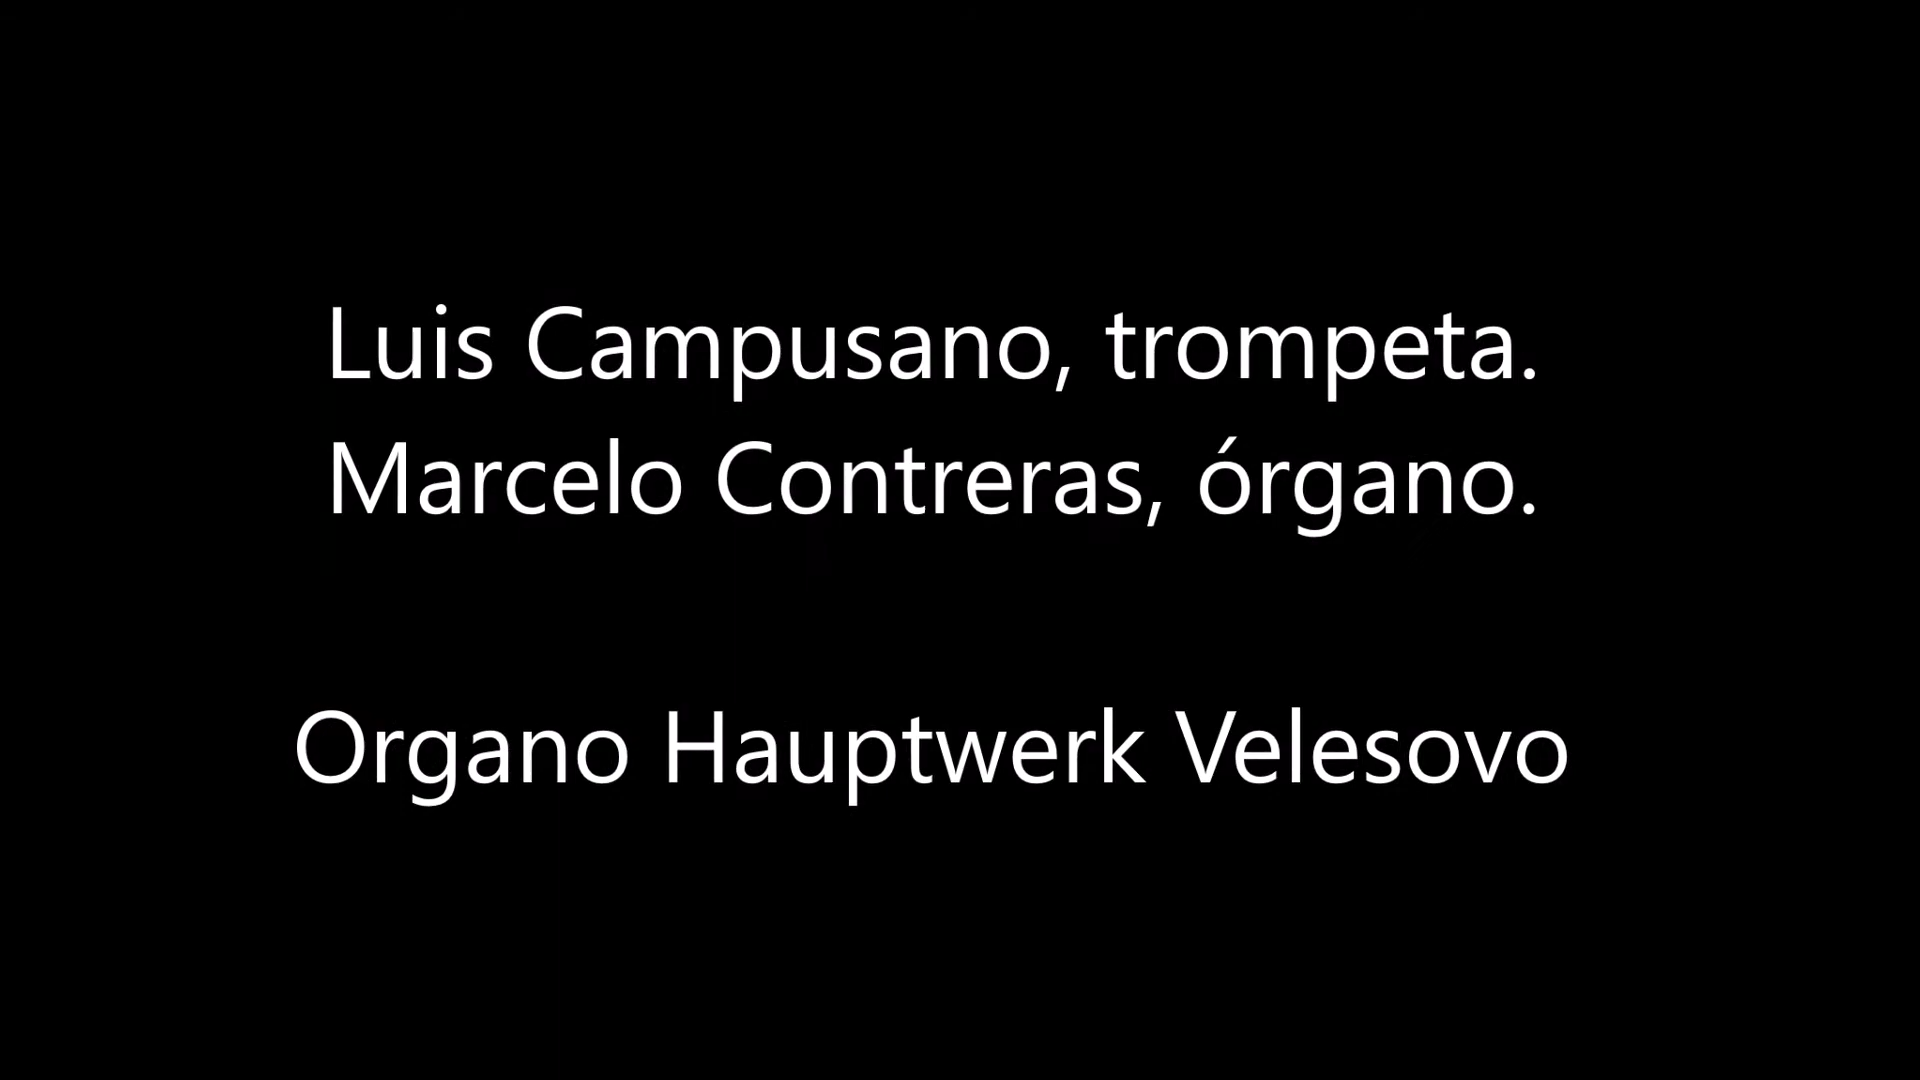 Luis Campusano, trompeta.
Marcelo Contreras, órgano.
Organo Hauptwerk Velesovo